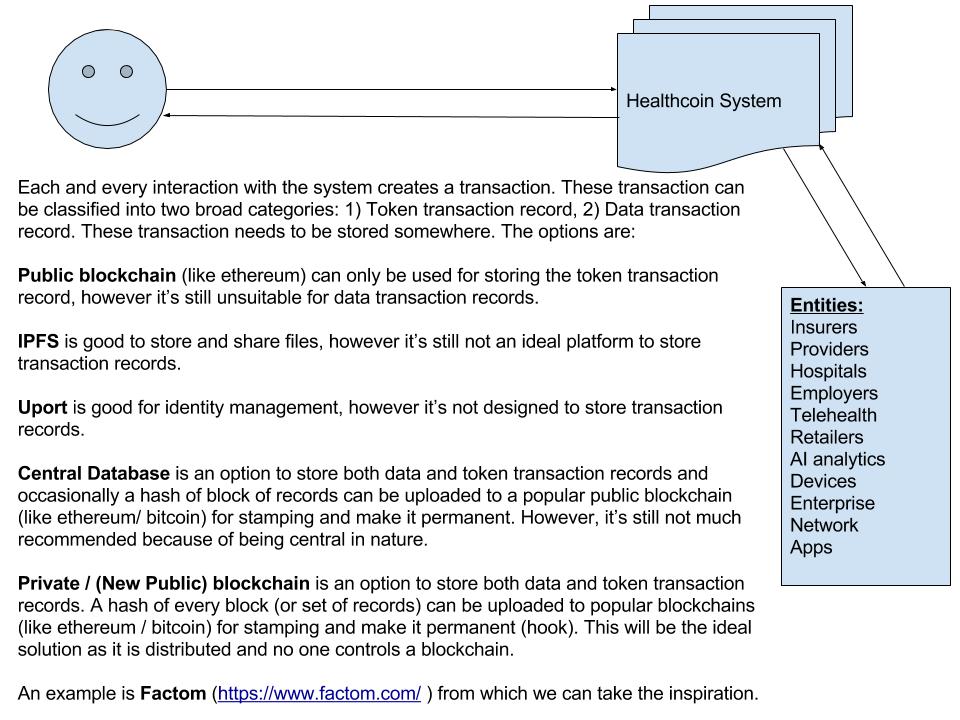 Healthcoin System
Each and every interaction with the system creates a transaction. These transaction can
be classified into two broad categories: 1) Token transaction record, 2) Data transaction
record. These transaction needs to be stored somewhere. The options are:
Public blockchain (like ethereum) can only be used for storing the token transaction
record, however it's still unsuitable for data transaction records.
IPFS is good to store and share files, however it's still not an ideal platform to store
transaction records.
Uport is good for identity management, however it's not designed to store transaction
records.
Central Database is an option to store both data and token transaction records and
occasionally a hash of block of records can be uploaded to a popular public blockchain
(like ethereum/ bitcoin) for stamping and make it permanent. However, it's still not much
recommended because of being central in nature.
Private / (New Public) blockchain is an option to store both data and token transaction
records. A hash of every block (or set of records) can be uploaded to popular blockchains
(like ethereum / bitcoin) for stamping and make it permanent (hook). This will be the ideal
solution as it is distributed and no one controls a blockchain.
An example is Factom (https://www.factom.com/ ) from which we can take the inspiration.
Entities:
Insurers
Providers
Hospitals
Employers
Telehealth
Retailers
AI analytics
Devices
Enterprise
Network
Apps